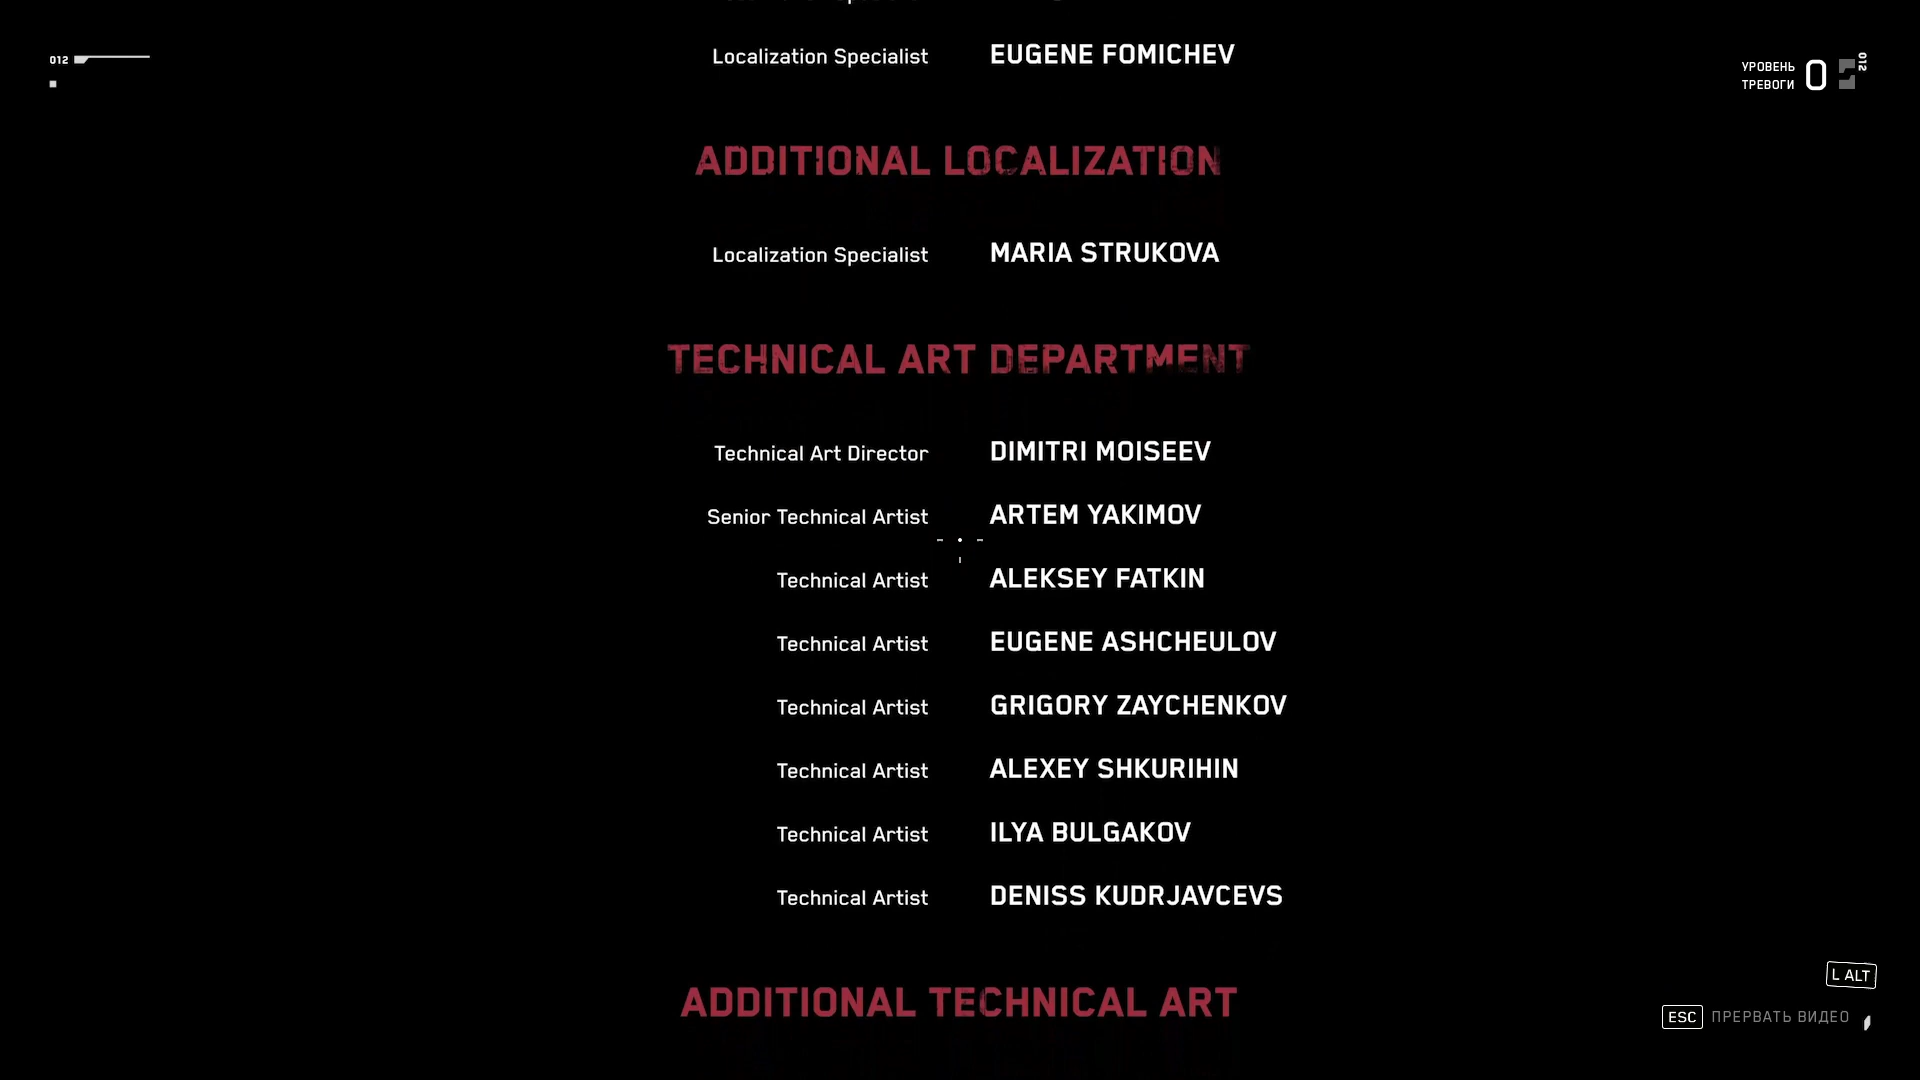 Localization Specialist EUGENE FOMICHEV
012
УРОВЕНЬ ТРЕВОГИ 0 012
ADDITIONAL LOCALIZATION
Localization Specialist MARIA STRUKOVA
TECHNICAL ART DEPARTMENT
Technical Art Director DIMITRI MOISEEV
Senior Technical Artist ARTEM YAKIMOV
Technical Artist ALEKSEY FATKIN
Technical Artist EUGENE ASHCHEULOV
Technical Artist GRIGORY ZAYCHENKOV
Technical Artist ALEXEY SHKURIHIN
Technical Artist ILYA BULGAKOV
Technical Artist DENISS KUDRJAVCEVS
L ALT
ADDITIONAL TECHNICAL ART
ESC ПРЕРВАТЬ ВИДЕО